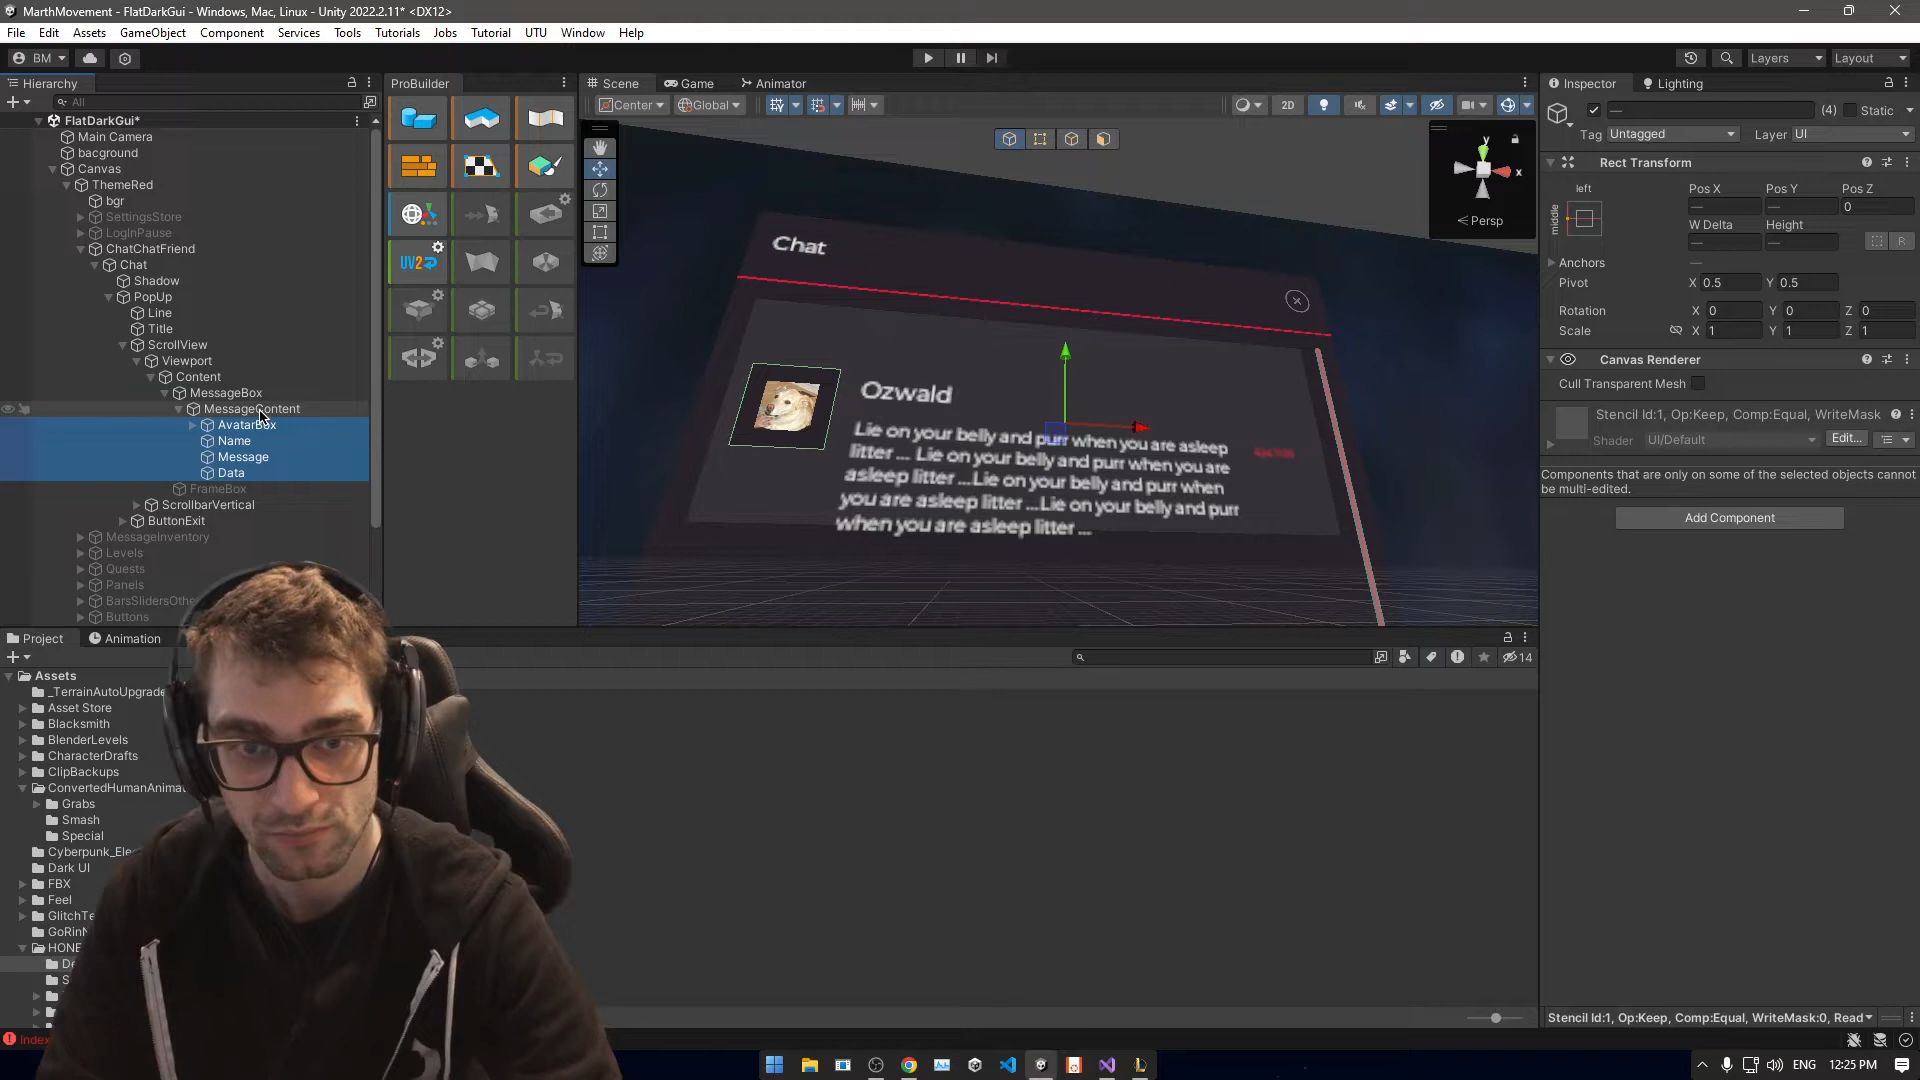 MarthMovement - FlatDarkGui - Windows, Mac, Linux - Unity 2022.2.11* <DX12>
File Edit Assets GameObject Component Services Tools Tutorials Jobs Tutorial UTU Window Help
BM
Layers
Layout
Hierarchy
All
FlatDarkGui*
Main Camera
bacground
Canvas
ThemeRed
bgr
SettingsStore
LogInPause
ChatChatFriend
Chat
Shadow
PopUp
Line
Title
ScrollView
Viewport
Content
MessageBox
MessageContent
AvatarBox
Name
Message
Data
FrameBox
ScrollbarVertical
ButtonExit
MessageInventory
Levels
Quests
Panels
BarsSlidersOthe
Buttons
ProBuilder
UV2
Scene
Game
Animator
Center
Global
2D
y
x
Persp
Chat
Ozwald
Lie on your belly and purr when you are asleep
litter ... Lie on your belly and purr when you are
asleep litter ...Lie on your belly and purr when
you are asleep litter ...Lie on your belly and purr
when you are asleep litter ...
Inspector
Lighting
—
(4)
Static
Tag Untagged
Layer UI
Rect Transform
left
middle
Pos X Pos Y Pos Z
— — 0
W Delta Height
— —
R
Anchors —
Pivot X 0.5 Y 0.5
Rotation X 0 Y 0 Z 0
Scale X 1 Y 1 Z 1
Canvas Renderer
Cull Transparent Mesh
Stencil Id:1, Op:Keep, Comp:Equal, WriteMask
Shader UI/Default Edit...
Components that are only on some of the selected objects cannot
be multi-edited.
Add Component
Stencil Id:1, Op:Keep, Comp:Equal, WriteMask:0, Read
Project
Animation
14
Assets
_TerrainAutoUpgrade
Asset Store
Blacksmith
BlenderLevels
CharacterDrafts
ClipBackups
ConvertedHumanAnimat
Grabs
Smash
Special
Cyberpunk_Ele
Dark UI
FBX
Feel
GlitchTe
GoRinN
HONE
De
S
Index
ENG 12:25 PM